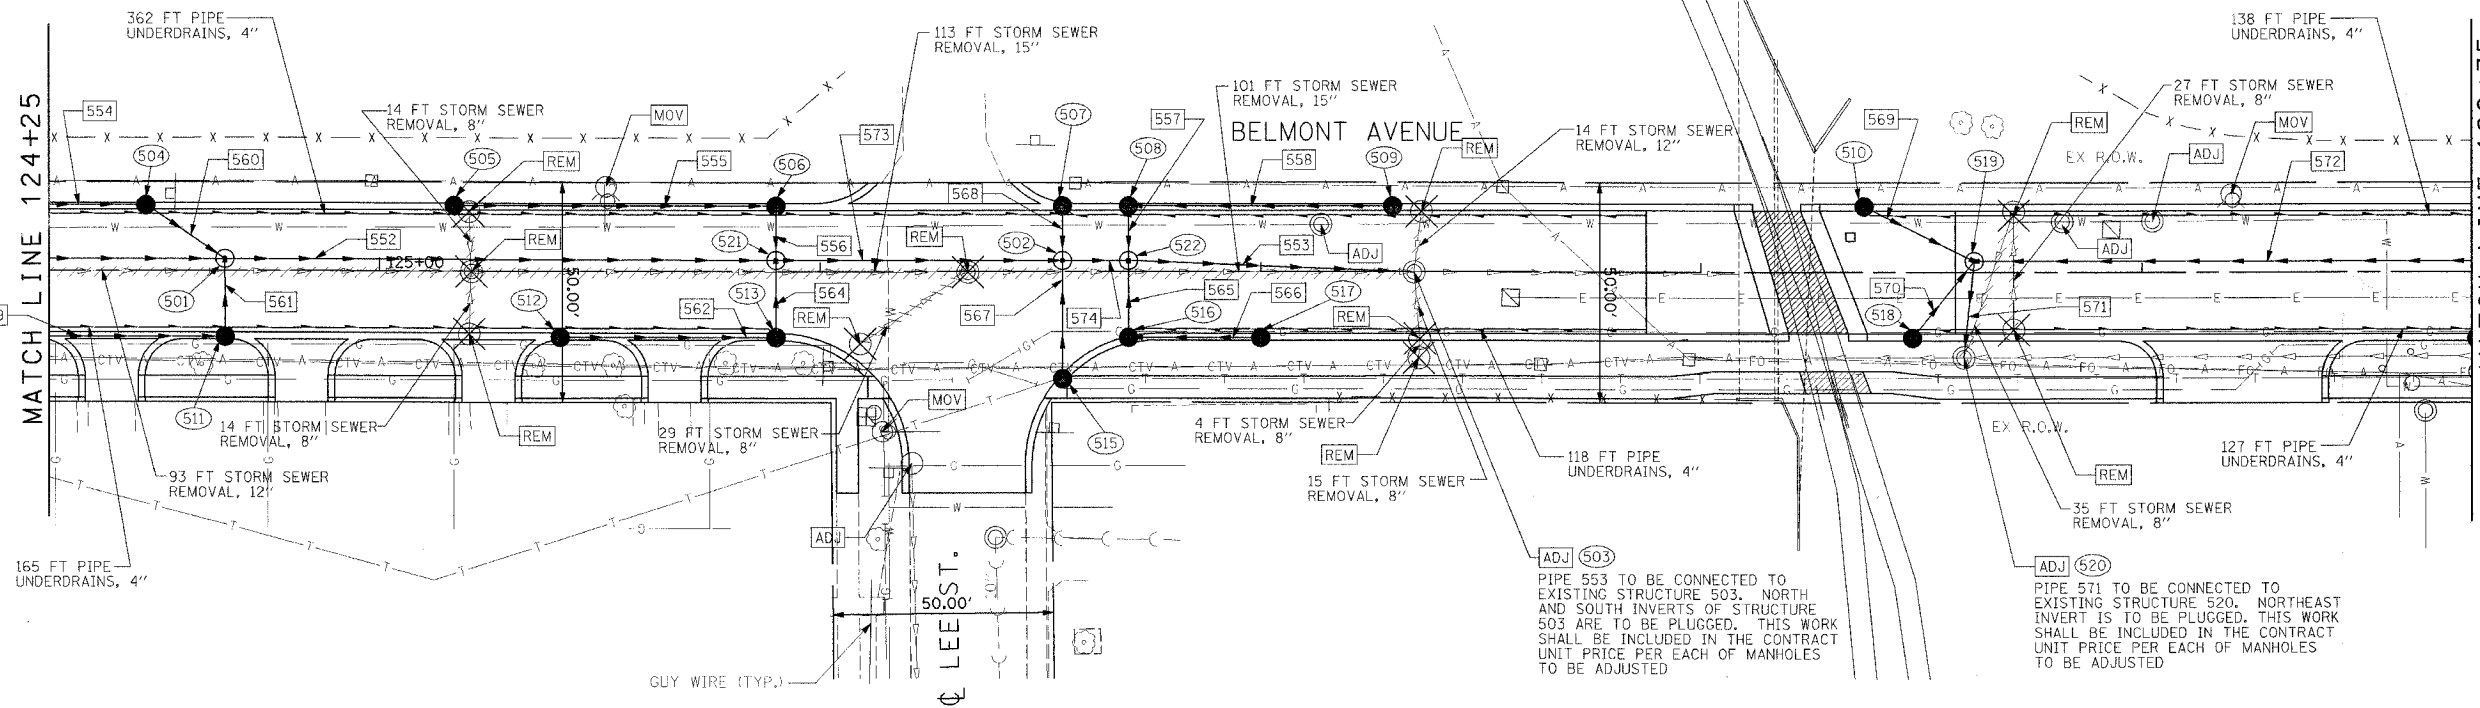 362 FT PIPE
UNDERDRAINS, 4"
113 FT STORM SEWER
REMOVAL, 15"
138 FT PIPE
UNDERDRAINS, 4"
MATCH LINE 124+25
554
14 FT STORM SEWER
REMOVAL, 8"
MOV
573
507
557
101 FT STORM SEWER
REMOVAL, 15"
BELMONT AVENUE
14 FT STORM SEWER
REMOVAL, 12"
569
27 FT STORM SEWER
REMOVAL, 8"
REM
MOV
504
560
505
REM
555
506
508
558
509
REM
510
519
EX R.O.W.
ADJ
572
568
552
125+00
REM
521
556
REM
502
522
553
ADJ
ADJ
50.00'
50.00'
501
561
512
513
564
562
REM
567
574
565
566
516
517
REM
570
518
571
511
14 FT STORM SEWER
REMOVAL, 8"
REM
29 FT STORM SEWER
REMOVAL, 8"
MOV
515
4 FT STORM SEWER
REMOVAL, 8"
REM
15 FT STORM SEWER
REMOVAL, 8"
118 FT PIPE
UNDERDRAINS, 4"
EX R.O.W.
127 FT PIPE
UNDERDRAINS, 4"
REM
93 FT STORM SEWER
REMOVAL, 12"
35 FT STORM SEWER
REMOVAL, 8"
165 FT PIPE
UNDERDRAINS, 4"
ADJ
50.00'
℄ LEE ST.
GUY WIRE (TYP.)
ADJ 503
PIPE 553 TO BE CONNECTED TO
EXISTING STRUCTURE 503. NORTH
AND SOUTH INVERTS OF STRUCTURE
503 ARE TO BE PLUGGED. THIS WORK
SHALL BE INCLUDED IN THE CONTRACT
UNIT PRICE PER EACH OF MANHOLES
TO BE ADJUSTED
ADJ 520
PIPE 571 TO BE CONNECTED TO
EXISTING STRUCTURE 520. NORTHEAST
INVERT IS TO BE PLUGGED. THIS WORK
SHALL BE INCLUDED IN THE CONTRACT
UNIT PRICE PER EACH OF MANHOLES
TO BE ADJUSTED